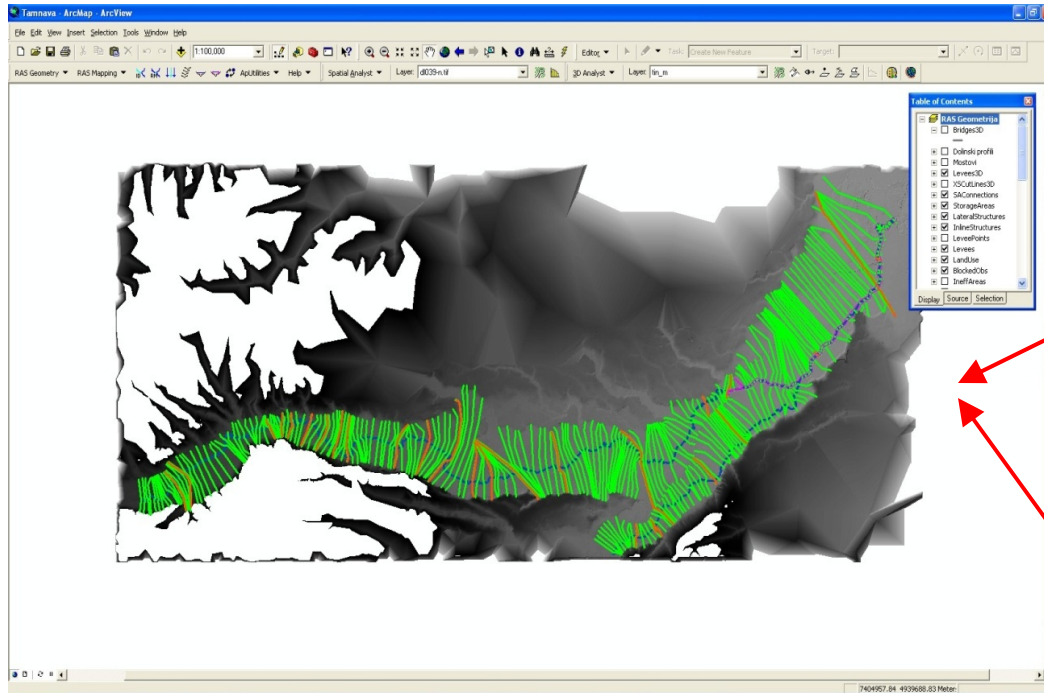 Tamnava - ArcMap - ArcView
File Edit View Insert Selection Tools Window Help
1:100,000 Editor Task: Create New Feature Target:
RAS Geometry RAS Mapping ApUtilities Help Spatial Analyst Layer: dl039-n.tif 3D Analyst Layer: tin_m
Table of Contents
RAS Geometrija
Bridges3D
Dolinski profili
Mostovi
Levees3D
XSCutLines3D
SAConnections
StorageAreas
LateralStructures
InlineStructures
LeveePoints
Levees
LandUse
BlockedObs
IneffAreas
Display Source Selection
7404957.84 4939688.83 Meter